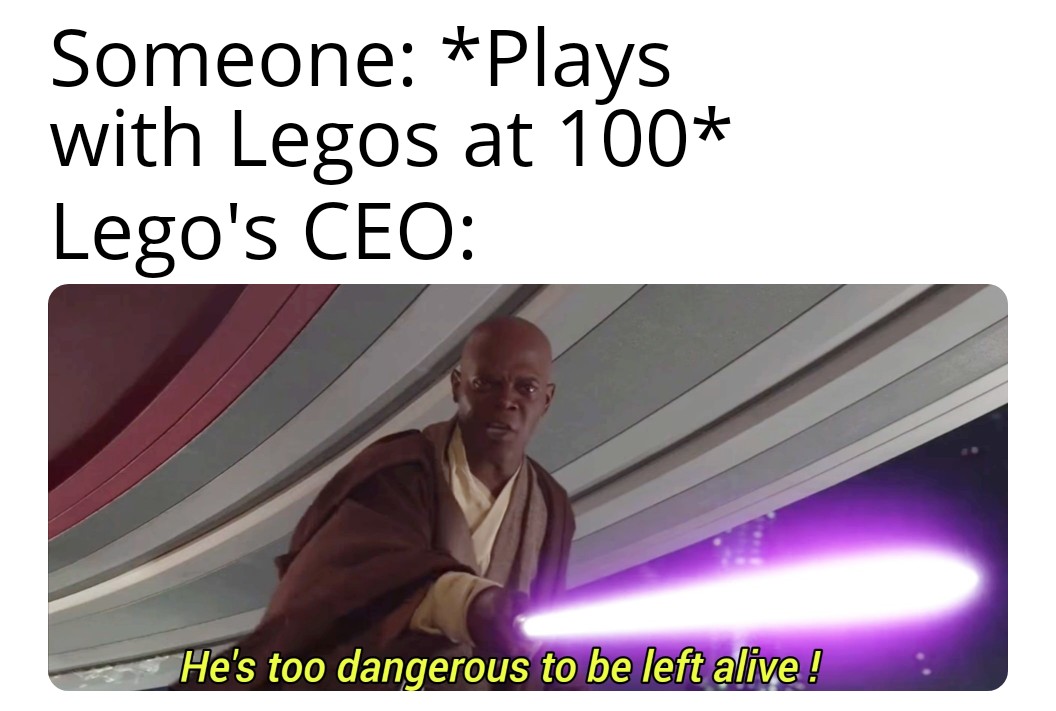 Someone: *Plays
with Legos at 100*
Lego's CEO:
He's too dangerous to be left alive !